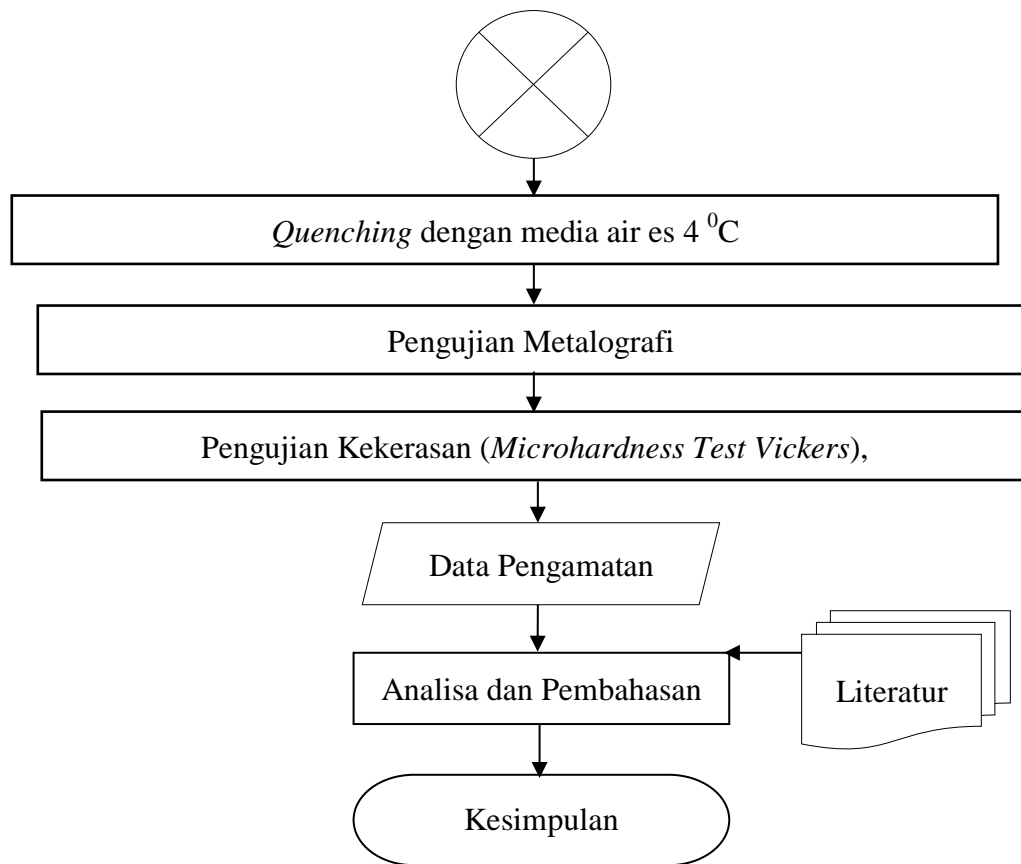 Quenching dengan media air es 4 ⁰C
Pengujian Metalografi
Pengujian Kekerasan (Microhardness Test Vickers),
Data Pengamatan
Analisa dan Pembahasan
Literatur
Kesimpulan